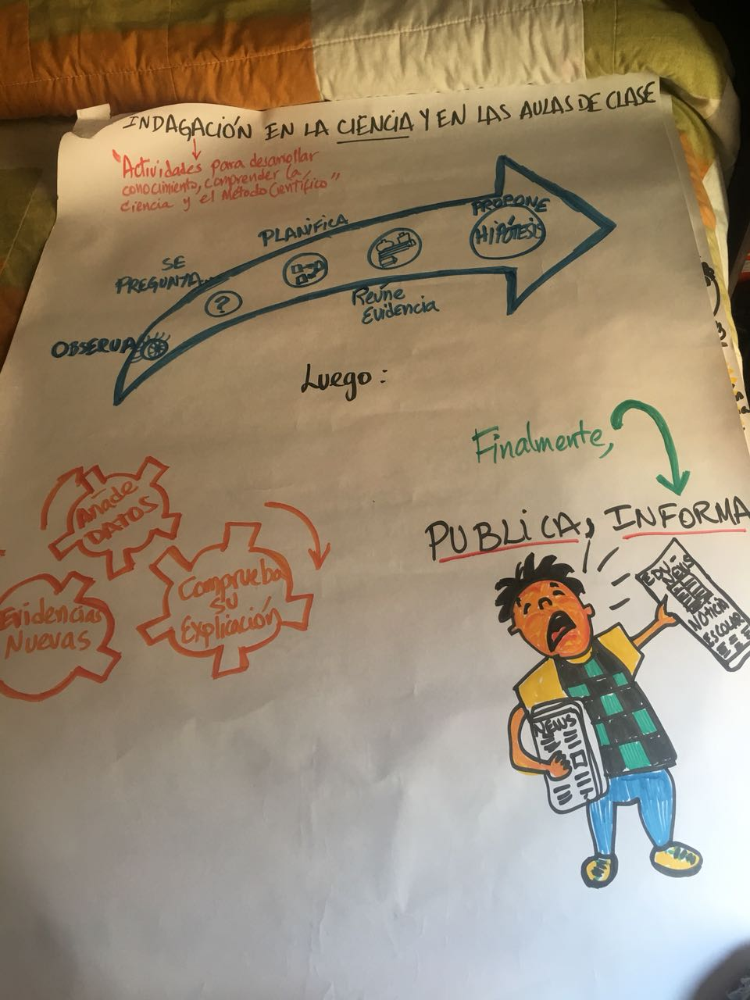 INDAGACIÓN EN LA CIENCIA Y EN LAS AULAS DE CLASE
"Actividades para desarrollar
conocimiento, comprender la
ciencia y el Método Científico"
OBSERVA
SE
PREGUNTA...
?
PLANIFICA
Reúne
Evidencia
PROPONE
HIPÓTESIS
Luego:
Añade
DATOS
Evidencias
Nuevas
Comprueba
su
Explicación
Finalmente,
PUBLICA, INFORMA
EDU-
NEWS
NOTICIA
ESCOLAR
NEWS